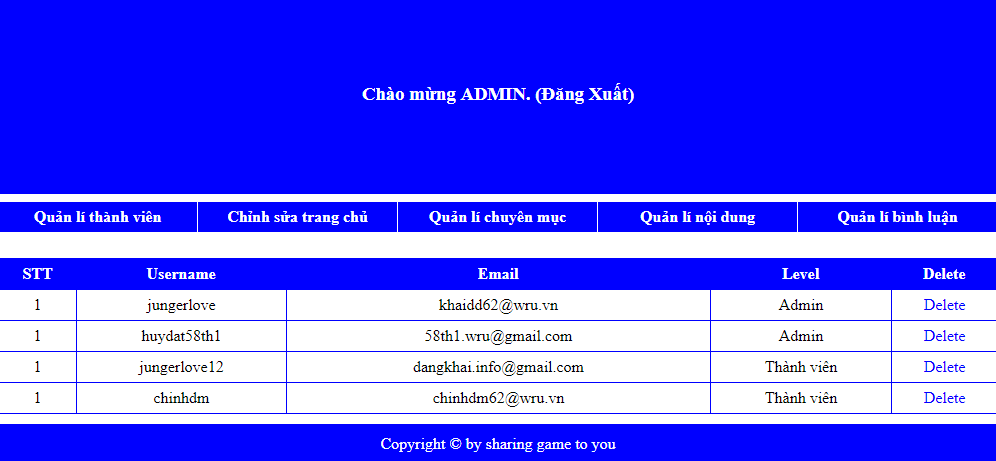 Chào mừng ADMIN. (Đăng Xuất)
Quản lí thành viên Chỉnh sửa trang chủ Quản lí chuyên mục Quản lí nội dung Quản lí bình luận
STT Username Email Level Delete
1 jungerlove khaidd62@wru.vn Admin Delete
1 huydat58th1 58th1.wru@gmail.com Admin Delete
1 jungerlove12 dangkhai.info@gmail.com Thành viên Delete
1 chinhdm chinhdm62@wru.vn Thành viên Delete
Copyright © by sharing game to you